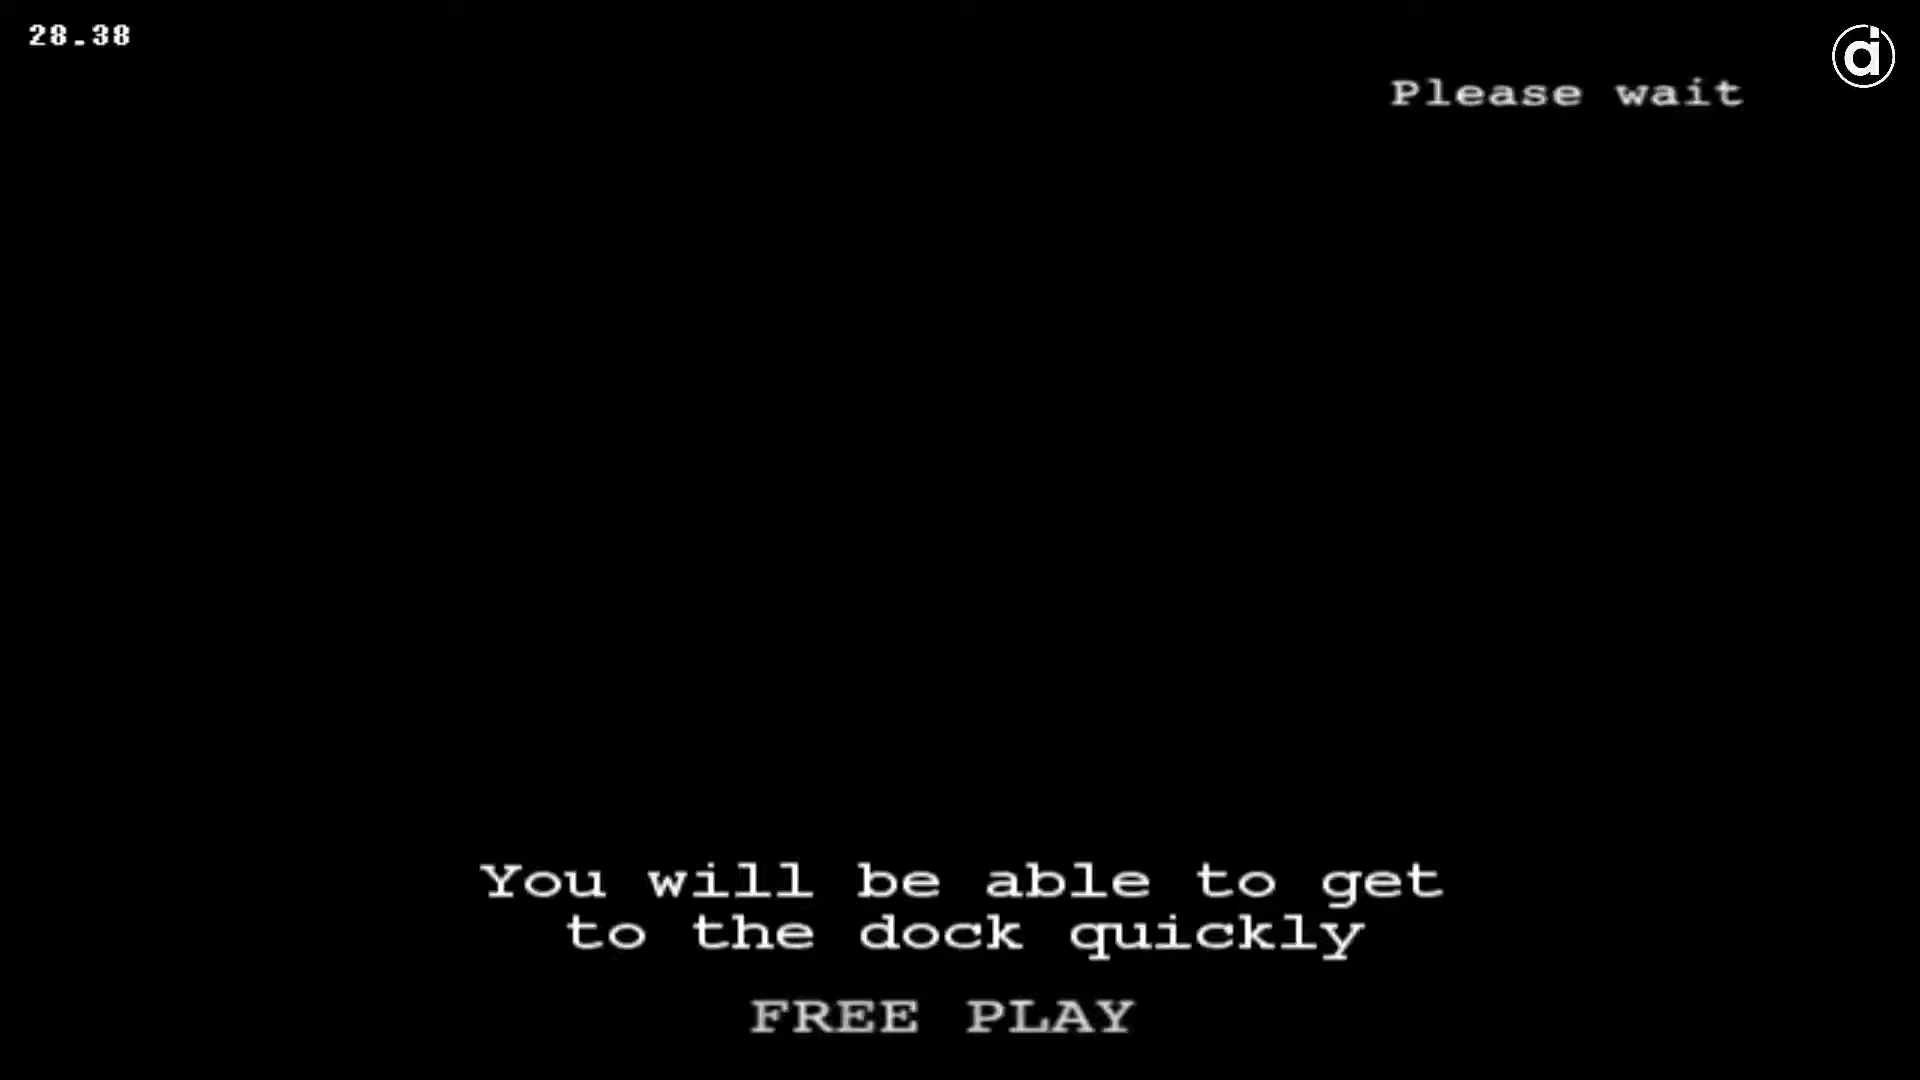 28.38
Please wait
You will be able to get
to the dock quickly
FREE PLAY